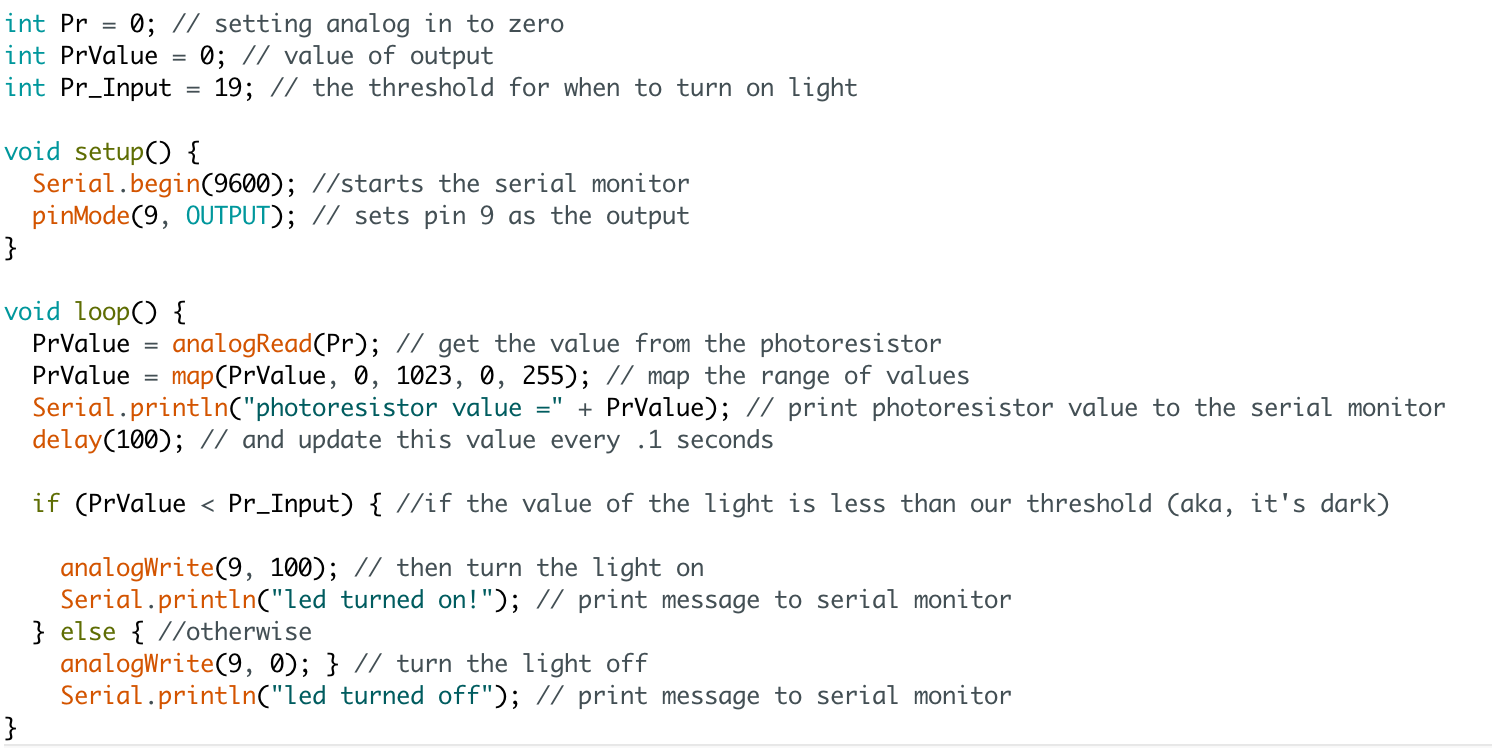 int Pr = 0; // setting analog in to zero
int PrValue = 0; // value of output
int Pr_Input = 19; // the threshold for when to turn on light

void setup() {
  Serial.begin(9600); //starts the serial monitor
  pinMode(9, OUTPUT); // sets pin 9 as the output
}

void loop() {
  PrValue = analogRead(Pr); // get the value from the photoresistor
  PrValue = map(PrValue, 0, 1023, 0, 255); // map the range of values
  Serial.println("photoresistor value =" + PrValue); // print photoresistor value to the serial monitor
  delay(100); // and update this value every .1 seconds

  if (PrValue < Pr_Input) { //if the value of the light is less than our threshold (aka, it's dark)

    analogWrite(9, 100); // then turn the light on
    Serial.println("led turned on!"); // print message to serial monitor
  } else { //otherwise
    analogWrite(9, 0); } // turn the light off
    Serial.println("led turned off"); // print message to serial monitor
}